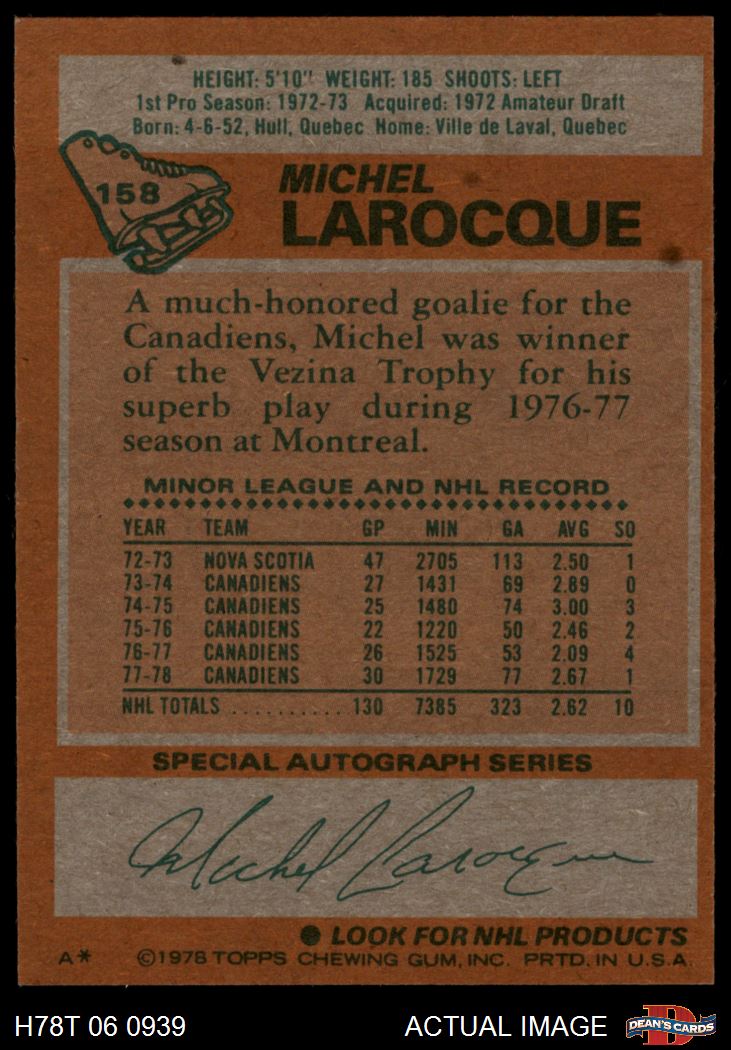 HEIGHT: 5'10" WEIGHT: 185 SHOOTS: LEFT
1st Pro Season: 1972-73 Acquired: 1972 Amateur Draft
Born: 4-6-52, Hull, Quebec Home: Ville de Laval, Quebec
158
MICHEL
LAROCQUE
A much-honored goalie for the
Canadiens, Michel was winner
of the Vezina Trophy for his
superb play during 1976-77
season at Montreal.
MINOR LEAGUE AND NHL RECORD
YEAR TEAM GP MIN GA AVG SO
72-73 NOVA SCOTIA 47 2705 113 2.50 1
73-74 CANADIENS 27 1431 69 2.89 0
74-75 CANADIENS 25 1480 74 3.00 3
75-76 CANADIENS 22 1220 50 2.46 2
76-77 CANADIENS 26 1525 53 2.09 4
77-78 CANADIENS 30 1729 77 2.67 1
NHL TOTALS .......... 130 7385 323 2.62 10
SPECIAL AUTOGRAPH SERIES
Michel Larocque
● LOOK FOR NHL PRODUCTS
A* ©1978 TOPPS CHEWING GUM, INC. PRTD. IN U.S.A.
H78T 06 0939 ACTUAL IMAGE DEAN'S CARDS